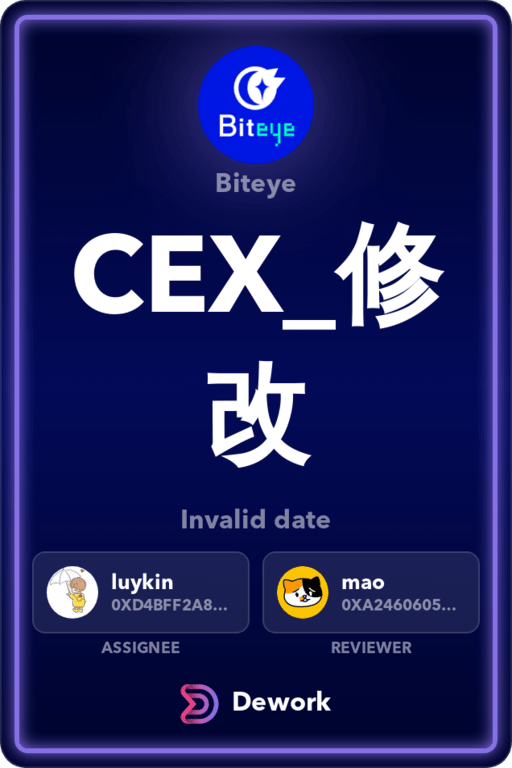 Biteye
Biteye
CEX_修
改
Invalid date
luykin
0XD4BFF2A8...
ASSIGNEE
mao
0XA2460605...
REVIEWER
Dework